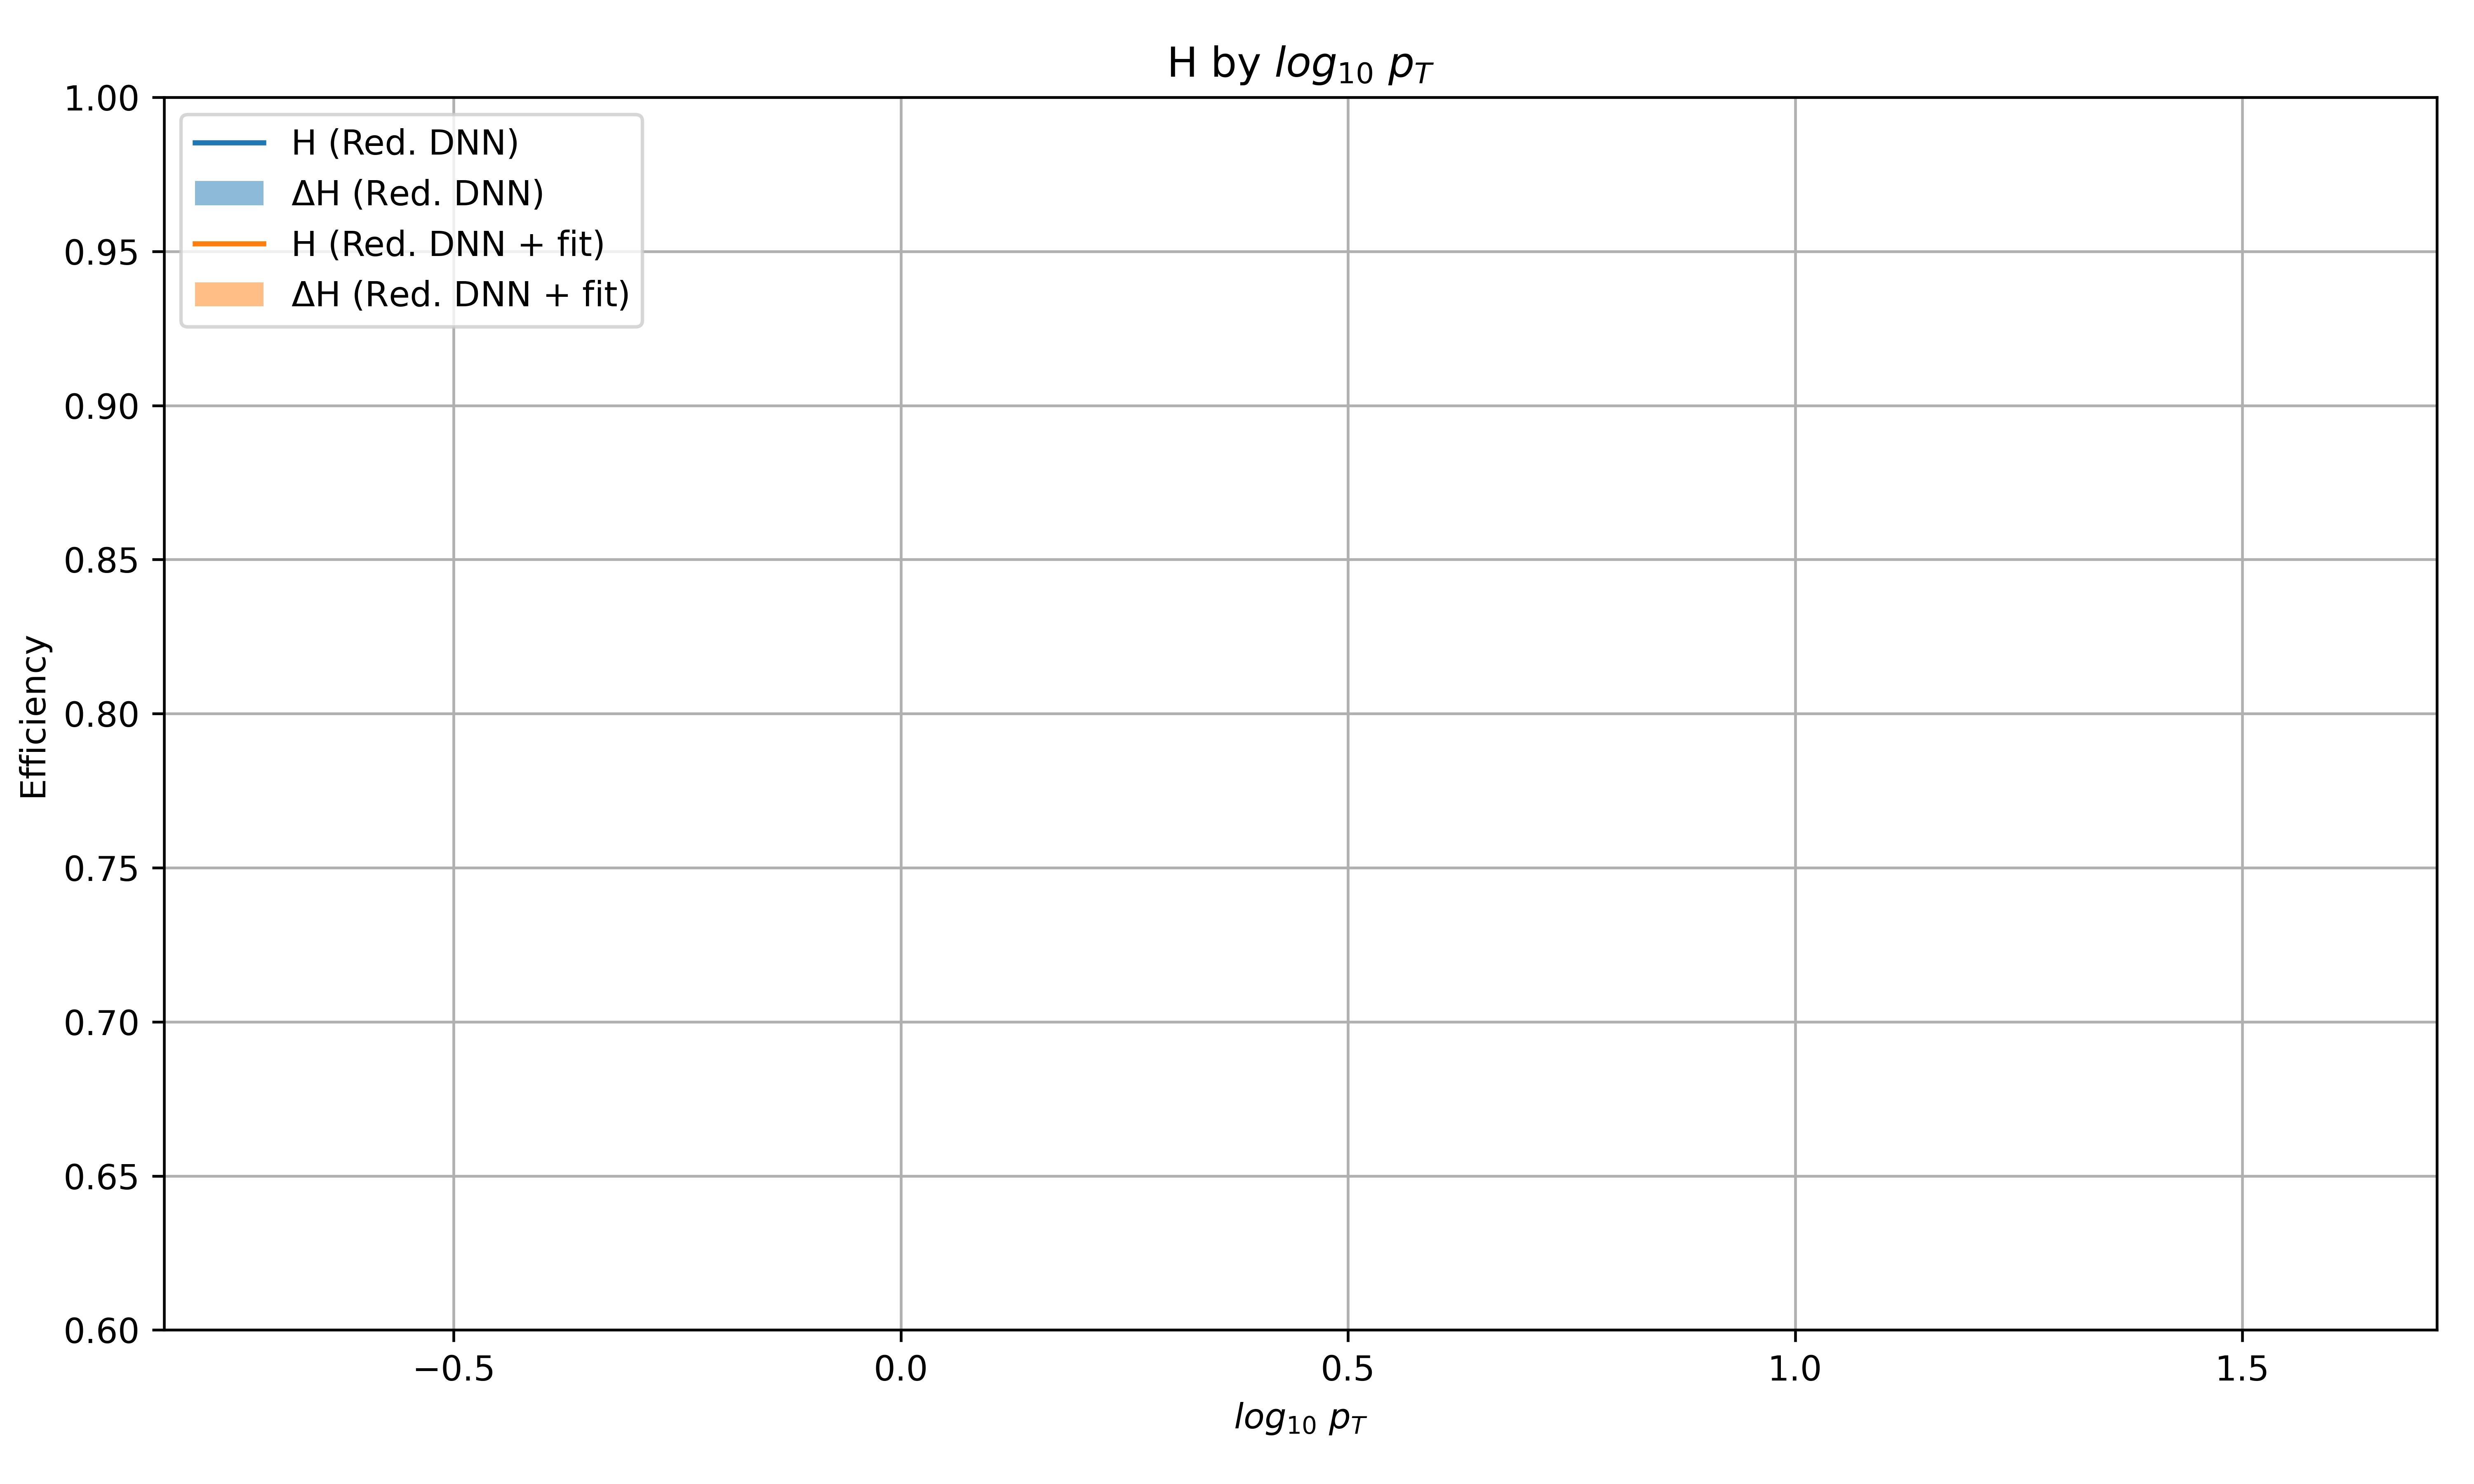 H by log₁₀ p_T
1.00
0.95
0.90
0.85
0.80
0.75
0.70
0.65
0.60
Efficiency
H (Red. DNN)
ΔH (Red. DNN)
H (Red. DNN + fit)
ΔH (Red. DNN + fit)
−0.5 0.0 0.5 1.0 1.5
log₁₀ p_T